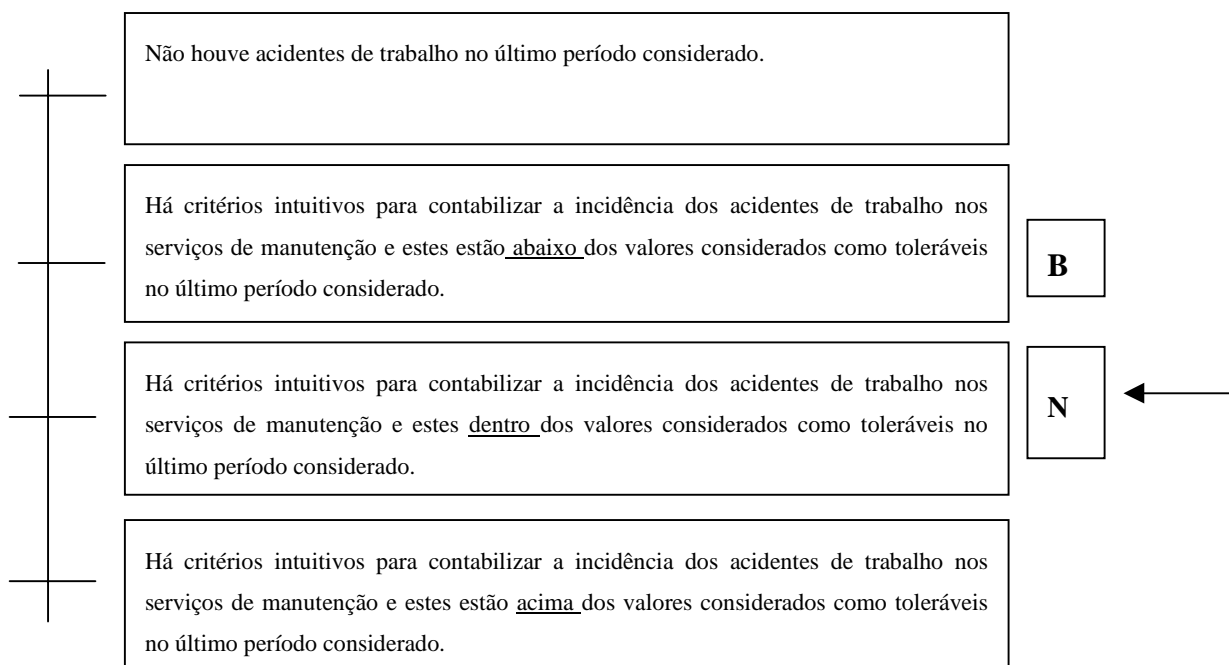 Não houve acidentes de trabalho no último período considerado.
Há critérios intuitivos para contabilizar a incidência dos acidentes de trabalho nos
serviços de manutenção e estes estão abaixo dos valores considerados como toleráveis
no último período considerado.
B
Há critérios intuitivos para contabilizar a incidência dos acidentes de trabalho nos
serviços de manutenção e estes dentro dos valores considerados como toleráveis no
último período considerado.
N
Há critérios intuitivos para contabilizar a incidência dos acidentes de trabalho nos
serviços de manutenção e estes estão acima dos valores considerados como toleráveis
no último período considerado.